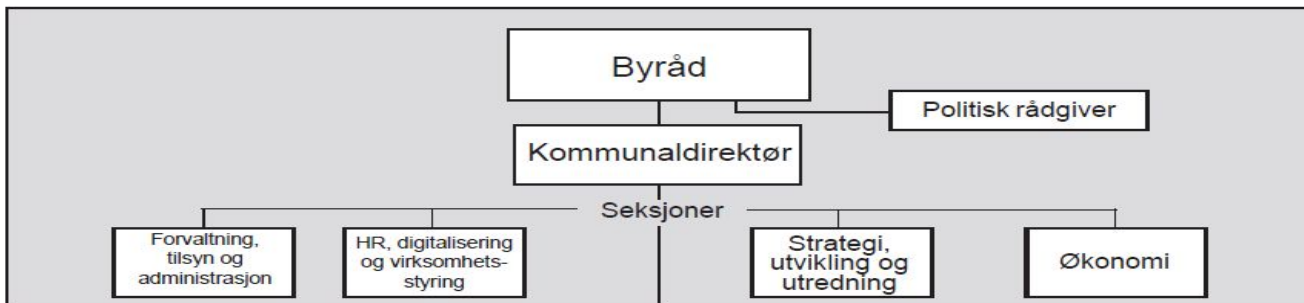 Byråd
Politisk rådgiver
Kommunaldirektør
Seksjoner
Forvaltning,
tilsyn og
administrasjon
HR, digitalisering
og virksomhets-
styring
Strategi,
utvikling og
utredning
Økonomi